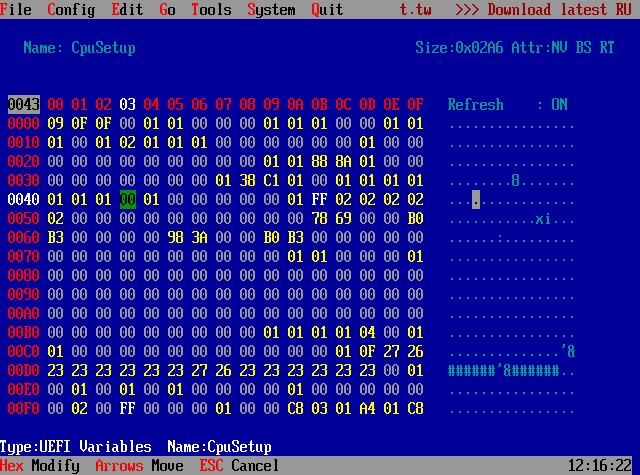 File Config Edit Go Tools System Quit t.tw >>> Download latest RU
Name: CpuSetup Size:0x02A6 Attr:NV BS RT
0043 00 01 02 03 04 05 06 07 08 09 0A 0B 0C 0D 0E 0F Refresh : ON
0000 09 0F 0F 00 01 01 00 00 00 01 01 01 00 00 01 01 ................
0010 01 00 01 02 01 01 01 00 00 00 00 00 00 01 00 00 ................
0020 00 00 00 00 00 00 00 00 00 01 01 88 8A 01 00 00 ................
0030 00 00 00 00 00 00 00 01 38 C1 01 00 01 01 01 01 ........8.......
0040 01 01 01 00 01 00 00 00 00 00 01 FF 02 02 02 02 ................
0050 02 00 00 00 00 00 00 00 00 00 00 78 69 00 00 B0 ...........xi...
0060 B3 00 00 00 00 98 3A 00 00 B0 B3 00 00 00 00 00 ......:.........
0070 00 00 00 00 00 00 00 00 00 00 01 01 00 00 00 01 ................
0080 00 00 00 00 00 00 00 00 00 00 00 00 00 00 00 00 ................
0090 00 00 00 00 00 00 00 00 00 00 00 00 00 00 00 00 ................
00A0 00 00 00 00 00 00 00 00 00 00 00 00 00 00 00 00 ................
00B0 00 00 00 00 00 00 00 00 00 01 01 01 01 04 00 01 ................
00C0 01 00 00 00 00 00 00 00 00 00 00 00 01 0F 27 26 ..............'&
00D0 23 23 23 23 23 23 27 26 23 23 23 23 23 23 00 01 ######'&######..
00E0 00 01 00 01 00 01 00 00 00 00 01 00 00 00 00 00 ................
00F0 00 02 00 FF 00 00 00 01 00 00 C8 03 01 A4 01 C8 ................
Type:UEFI Variables Name:CpuSetup
Hex Modify Arrows Move ESC Cancel 12:16:22